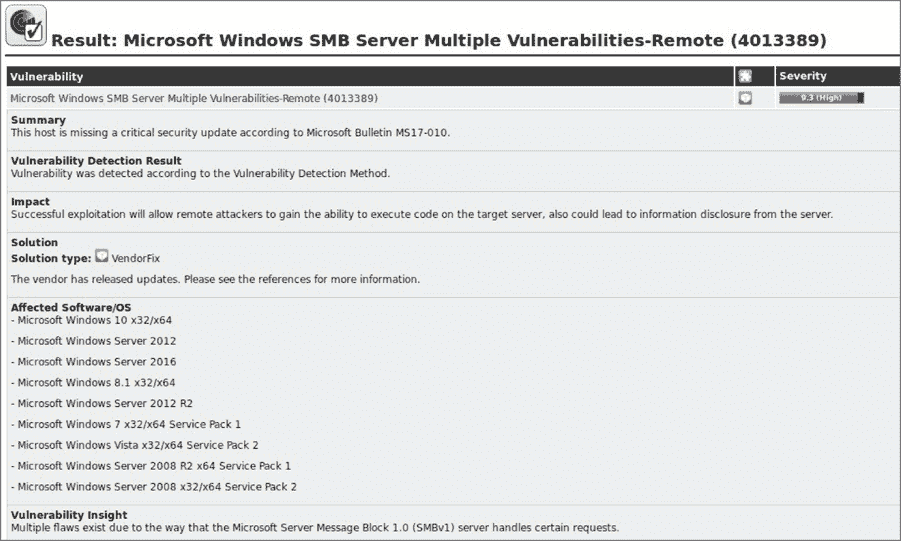 Result: Microsoft Windows SMB Server Multiple Vulnerabilities-Remote (4013389)
Vulnerability Severity
Microsoft Windows SMB Server Multiple Vulnerabilities-Remote (4013389) 9.3 (High)
Summary
This host is missing a critical security update according to Microsoft Bulletin MS17-010.
Vulnerability Detection Result
Vulnerability was detected according to the Vulnerability Detection Method.
Impact
Successful exploitation will allow remote attackers to gain the ability to execute code on the target server, also could lead to information disclosure from the server.
Solution
Solution type: VendorFix
The vendor has released updates. Please see the references for more information.
Affected Software/OS
- Microsoft Windows 10 x32/x64
- Microsoft Windows Server 2012
- Microsoft Windows Server 2016
- Microsoft Windows 8.1 x32/x64
- Microsoft Windows Server 2012 R2
- Microsoft Windows 7 x32/x64 Service Pack 1
- Microsoft Windows Vista x32/x64 Service Pack 2
- Microsoft Windows Server 2008 R2 x64 Service Pack 1
- Microsoft Windows Server 2008 x32/x64 Service Pack 2
Vulnerability Insight
Multiple flaws exist due to the way that the Microsoft Server Message Block 1.0 (SMBv1) server handles certain requests.